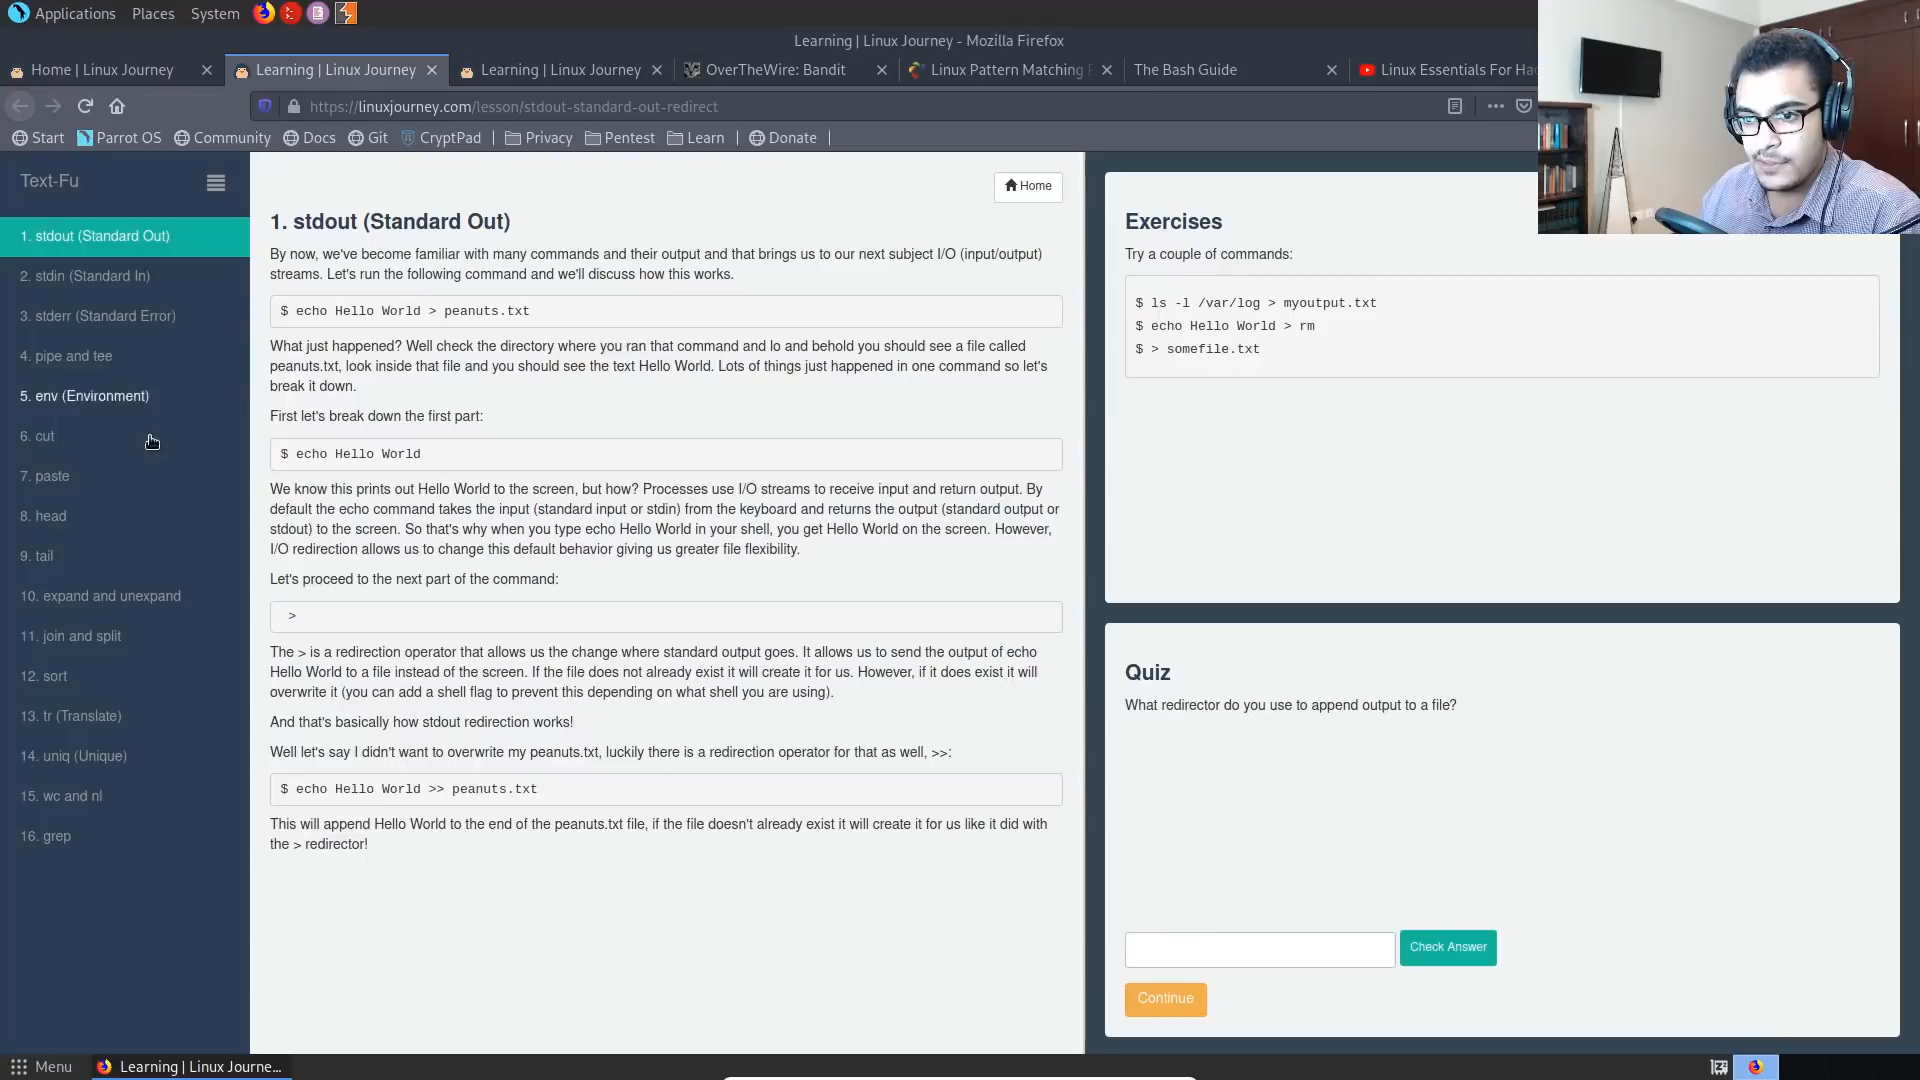 Applications Places System
Learning | Linux Journey - Mozilla Firefox
Home | Linux Journey
Learning | Linux Journey
Learning | Linux Journey
OverTheWire: Bandit
Linux Pattern Matching
The Bash Guide
Linux Essentials For Ha
https://linuxjourney.com/lesson/stdout-standard-out-redirect
Start Parrot OS Community Docs Git CryptPad Privacy Pentest Learn Donate
Text-Fu
1. stdout (Standard Out)
2. stdin (Standard In)
3. stderr (Standard Error)
4. pipe and tee
5. env (Environment)
6. cut
7. paste
8. head
9. tail
10. expand and unexpand
11. join and split
12. sort
13. tr (Translate)
14. uniq (Unique)
15. wc and nl
16. grep
Home
1. stdout (Standard Out)
By now, we've become familiar with many commands and their output and that brings us to our next subject I/O (input/output)
streams. Let's run the following command and we'll discuss how this works.
$ echo Hello World > peanuts.txt
What just happened? Well check the directory where you ran that command and lo and behold you should see a file called
peanuts.txt, look inside that file and you should see the text Hello World. Lots of things just happened in one command so let's
break it down.
First let's break down the first part:
$ echo Hello World
We know this prints out Hello World to the screen, but how? Processes use I/O streams to receive input and return output. By
default the echo command takes the input (standard input or stdin) from the keyboard and returns the output (standard output or
stdout) to the screen. So that's why when you type echo Hello World in your shell, you get Hello World on the screen. However,
I/O redirection allows us to change this default behavior giving us greater file flexibility.
Let's proceed to the next part of the command:
>
The > is a redirection operator that allows us the change where standard output goes. It allows us to send the output of echo
Hello World to a file instead of the screen. If the file does not already exist it will create it for us. However, if it does exist it will
overwrite it (you can add a shell flag to prevent this depending on what shell you are using).
And that's basically how stdout redirection works!
Well let's say I didn't want to overwrite my peanuts.txt, luckily there is a redirection operator for that as well, >>:
$ echo Hello World >> peanuts.txt
This will append Hello World to the end of the peanuts.txt file, if the file doesn't already exist it will create it for us like it did with
the > redirector!
Exercises
Try a couple of commands:
$ ls -l /var/log > myoutput.txt
$ echo Hello World > rm
$ > somefile.txt
Quiz
What redirector do you use to append output to a file?
Check Answer
Continue
Menu
Learning | Linux Journe...